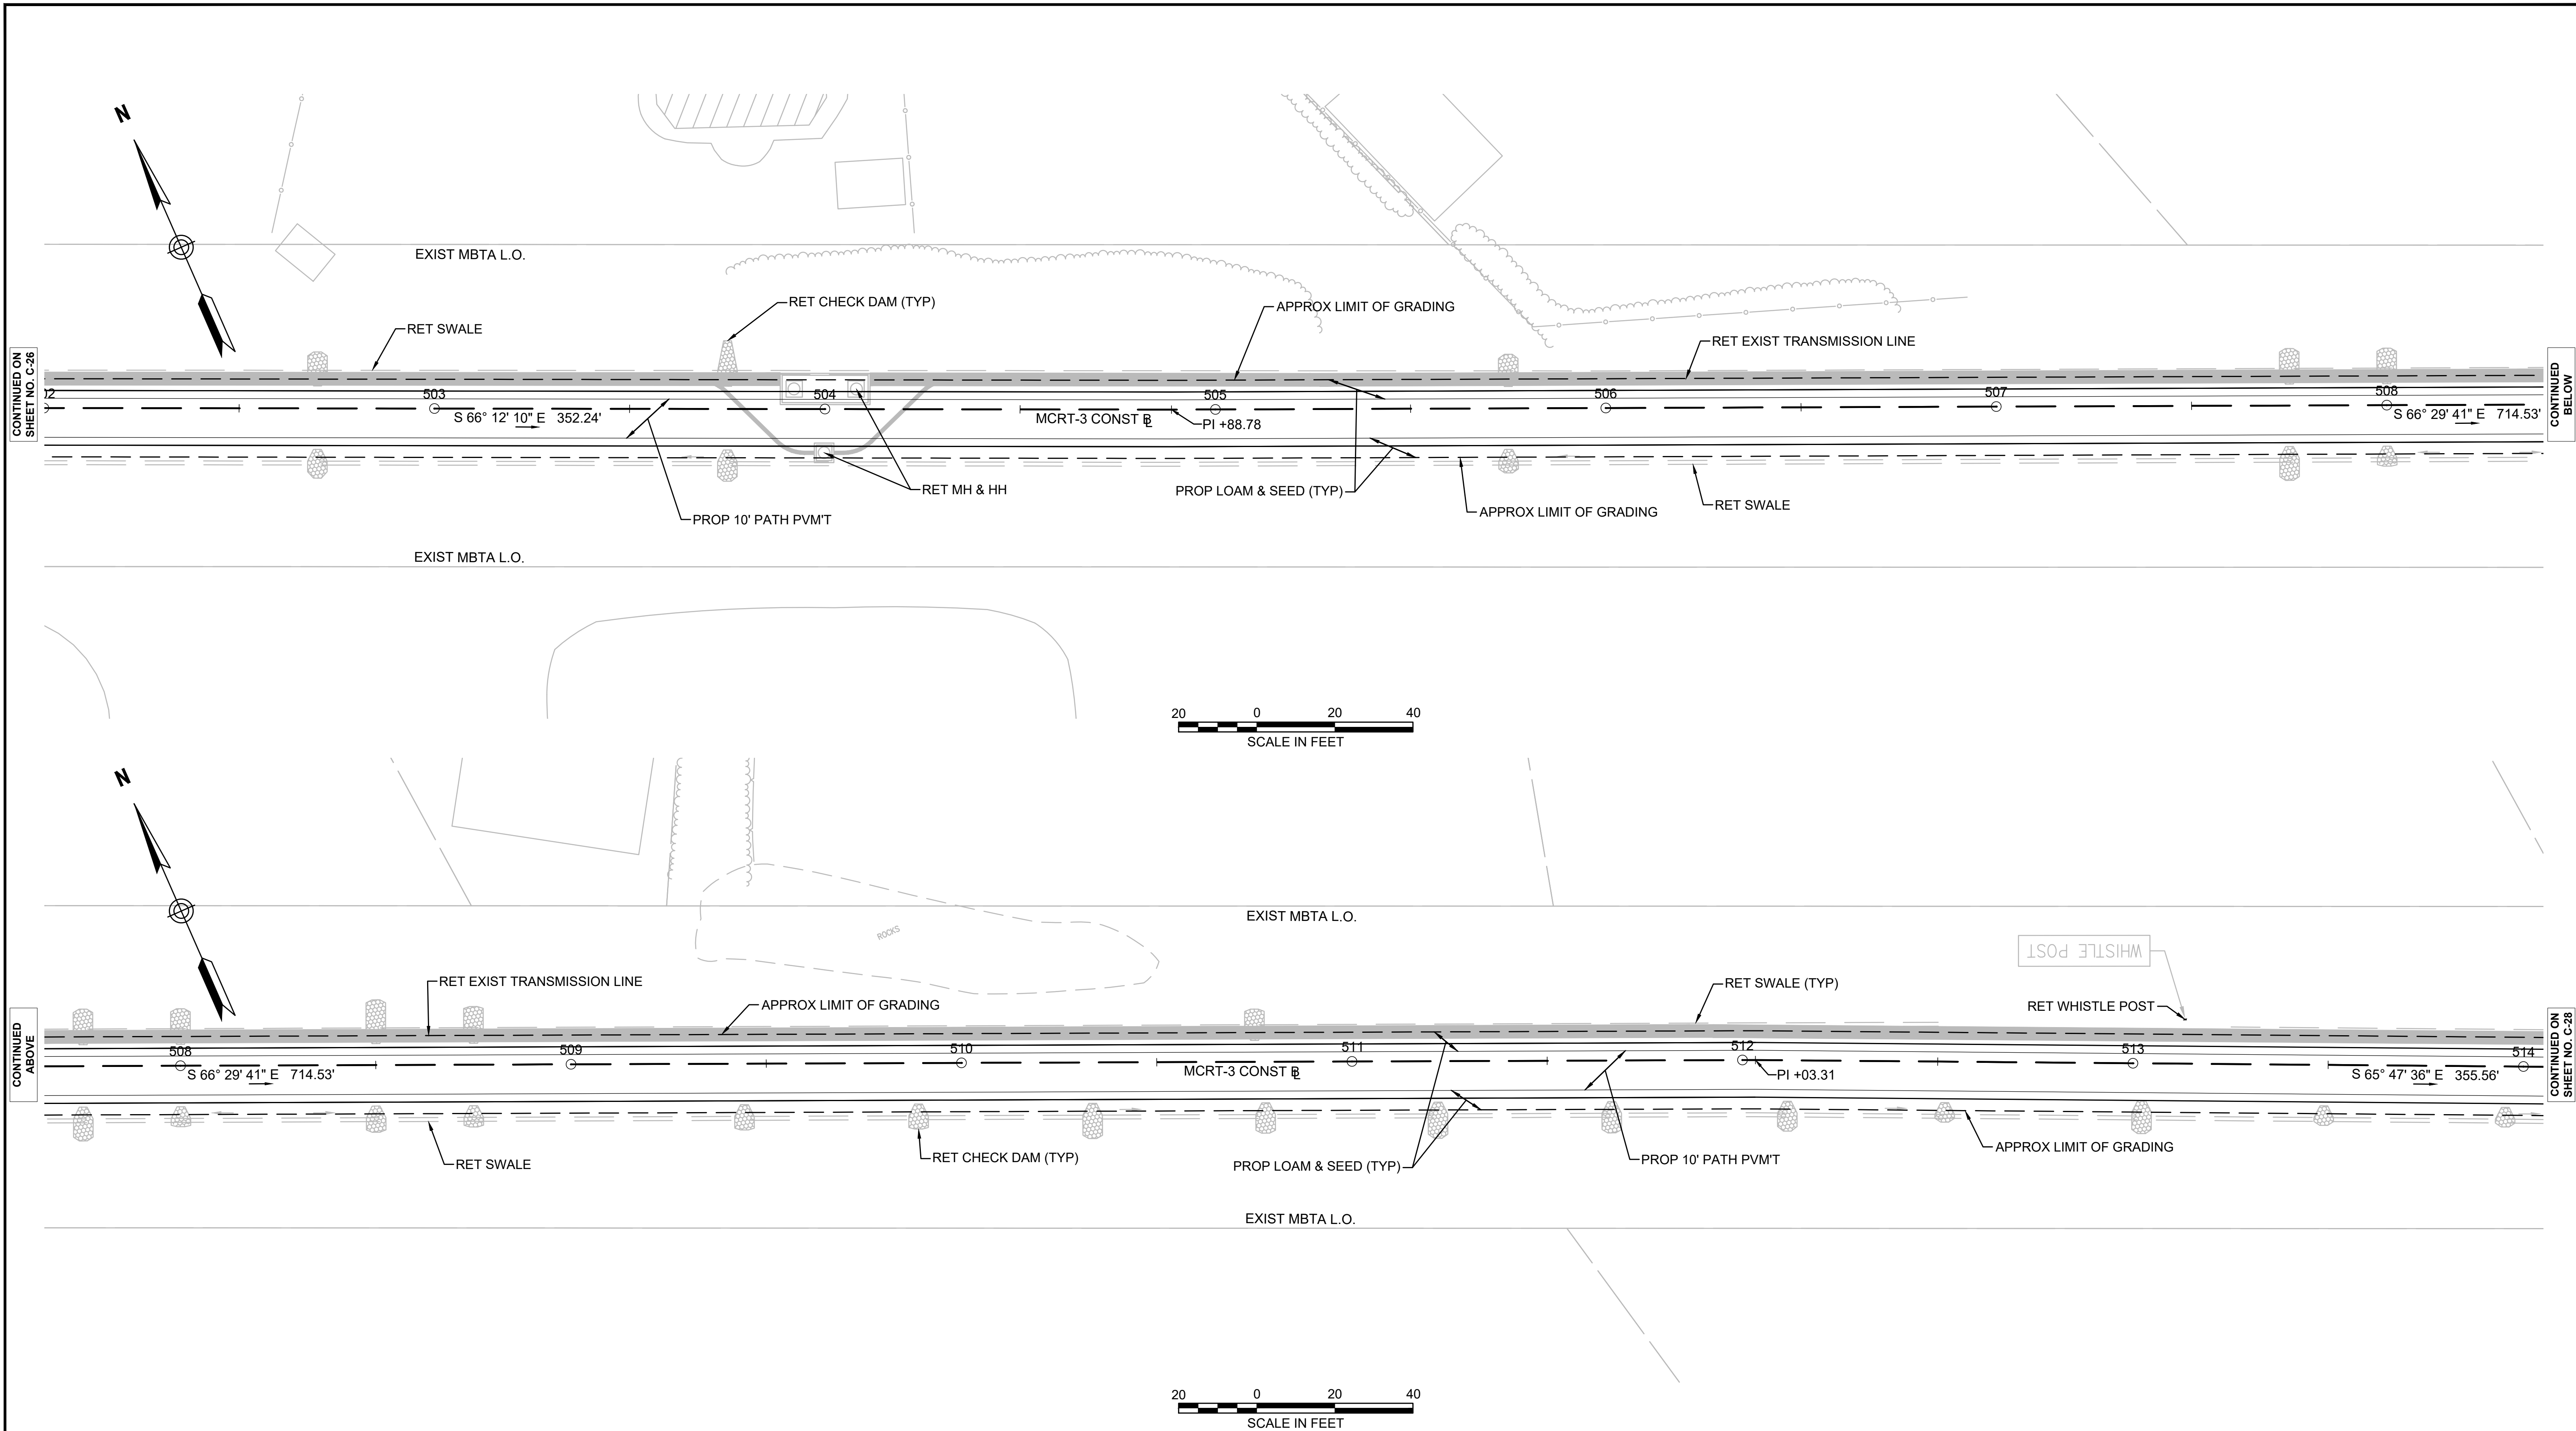 N
EXIST MBTA L.O.
RET CHECK DAM (TYP)
APPROX LIMIT OF GRADING
RET SWALE
RET EXIST TRANSMISSION LINE
CONTINUED ON
SHEET NO. C-26
02
503
504
505
506
507
508
S 66° 12' 10" E 352.24'
MCRT-3 CONST BL
PI +88.78
S 66° 29' 41" E 714.53'
CONTINUED
BELOW
RET MH & HH
PROP LOAM & SEED (TYP)
RET SWALE
APPROX LIMIT OF GRADING
PROP 10' PATH PVM'T
EXIST MBTA L.O.
20 0 20 40
SCALE IN FEET
N
EXIST MBTA L.O.
ROCKS
WHISTLE POST
RET EXIST TRANSMISSION LINE
RET SWALE (TYP)
APPROX LIMIT OF GRADING
RET WHISTLE POST
CONTINUED
ABOVE
508
509
510
511
512
513
514
S 66° 29' 41" E 714.53'
MCRT-3 CONST BL
PI +03.31
S 65° 47' 36" E 355.56'
CONTINUED ON
SHEET NO. C-28
RET SWALE
RET CHECK DAM (TYP)
PROP LOAM & SEED (TYP)
PROP 10' PATH PVM'T
APPROX LIMIT OF GRADING
EXIST MBTA L.O.
20 0 20 40
SCALE IN FEET